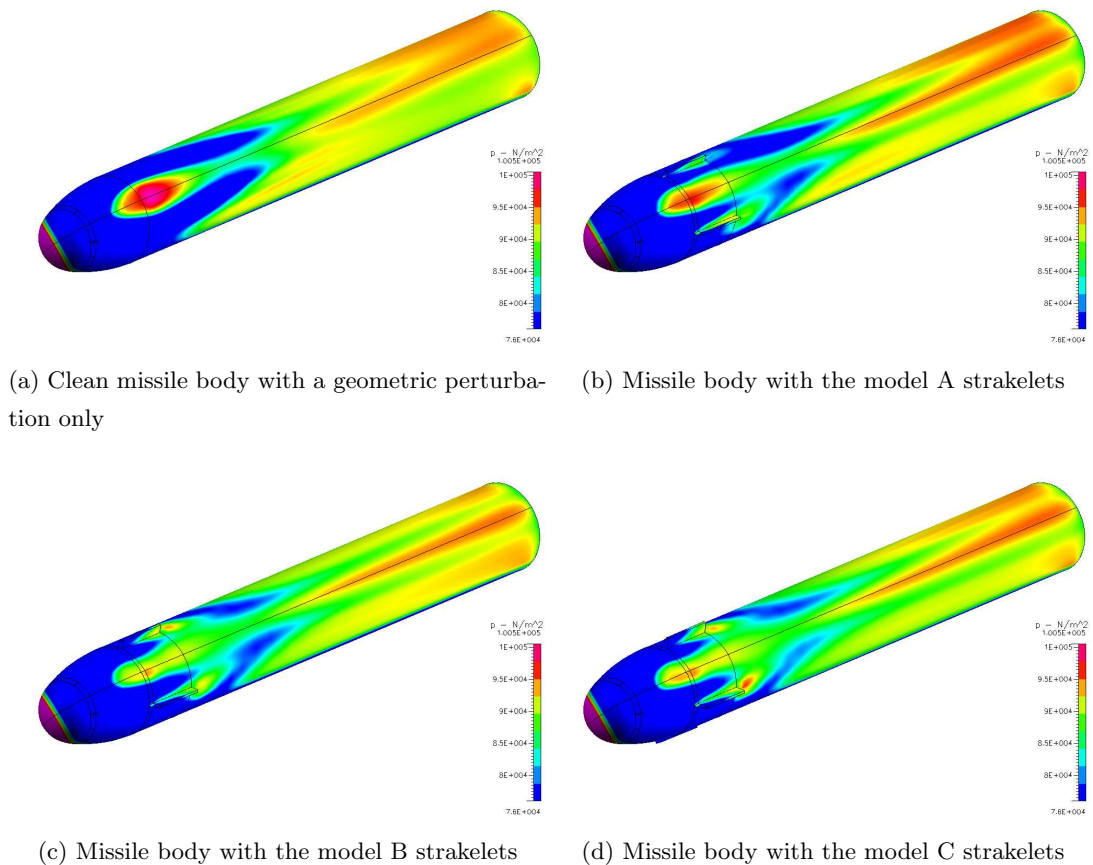 p - N/m^2
1.005E+005
1E+005
9.5E+004
9E+004
8.5E+004
8E+004
7.6E+004
p - N/m^2
1.005E+005
1E+005
9.5E+004
9E+004
8.5E+004
8E+004
7.6E+004
(a) Clean missile body with a geometric perturba-
tion only
(b) Missile body with the model A strakelets
p - N/m^2
1.005E+005
1E+005
9.5E+004
9E+004
8.5E+004
8E+004
7.6E+004
p - N/m^2
1.005E+005
1E+005
9.5E+004
9E+004
8.5E+004
8E+004
7.6E+004
(c) Missile body with the model B strakelets
(d) Missile body with the model C strakelets